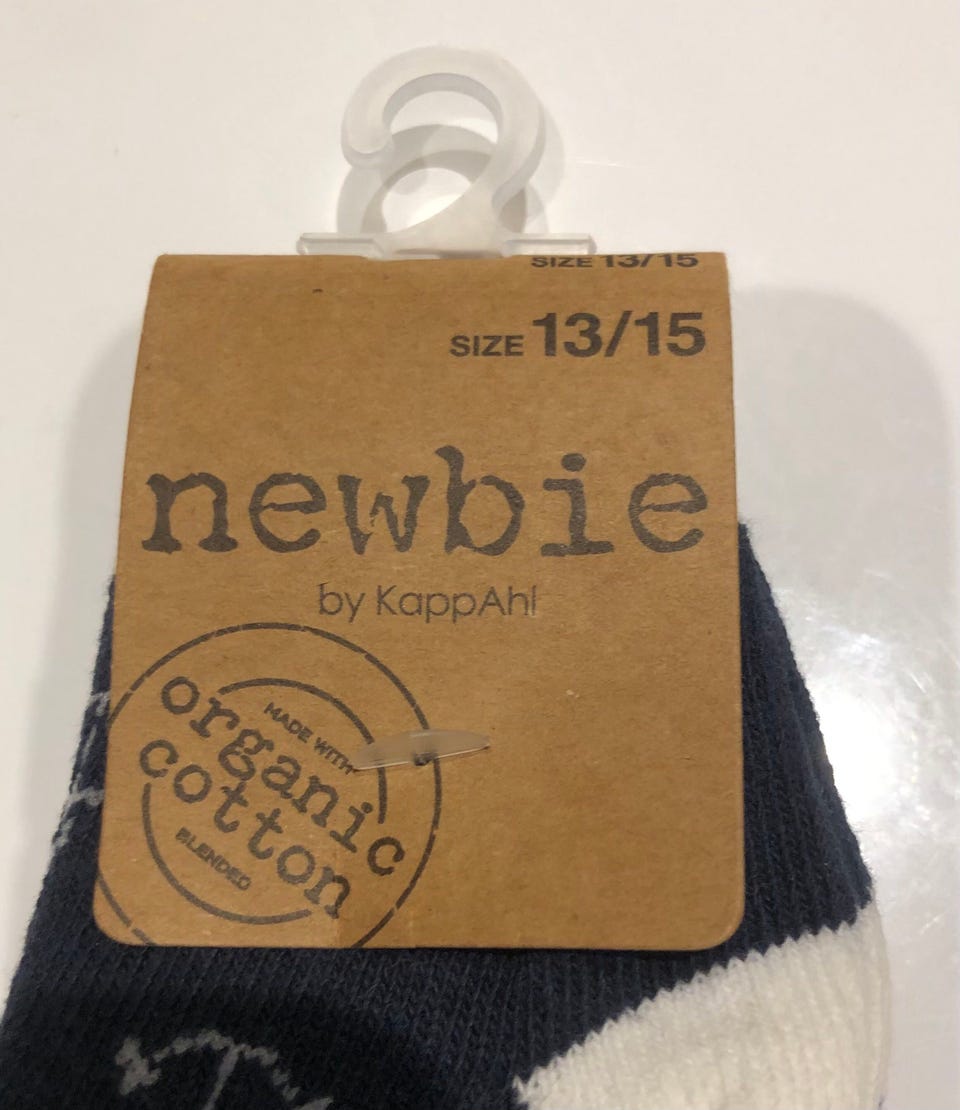 SIZE 13/15
SIZE 13/15
newbie
by KappAhl
MADE WITH
organic
cotton
BLENDED